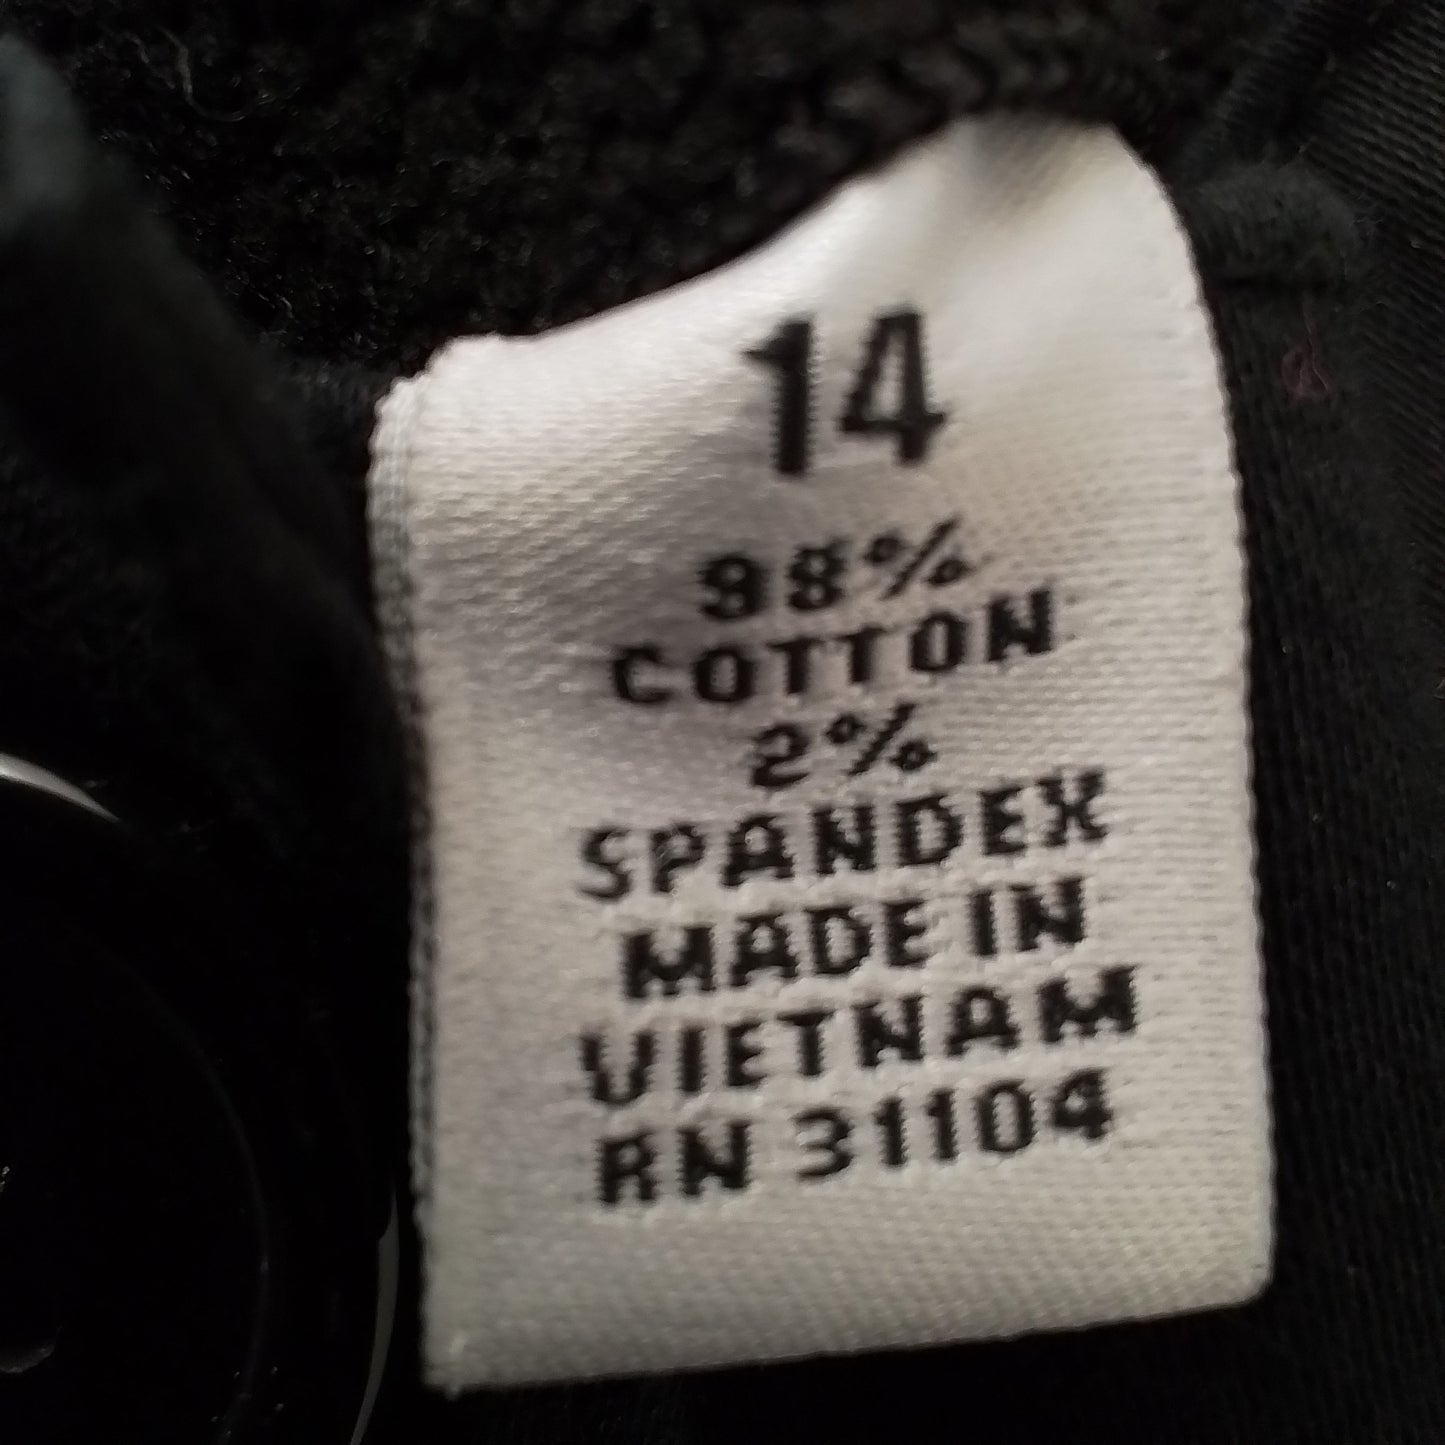 14
98%
COTTON
2%
SPANDEX
MADE IN
VIETNAM
RN 31104